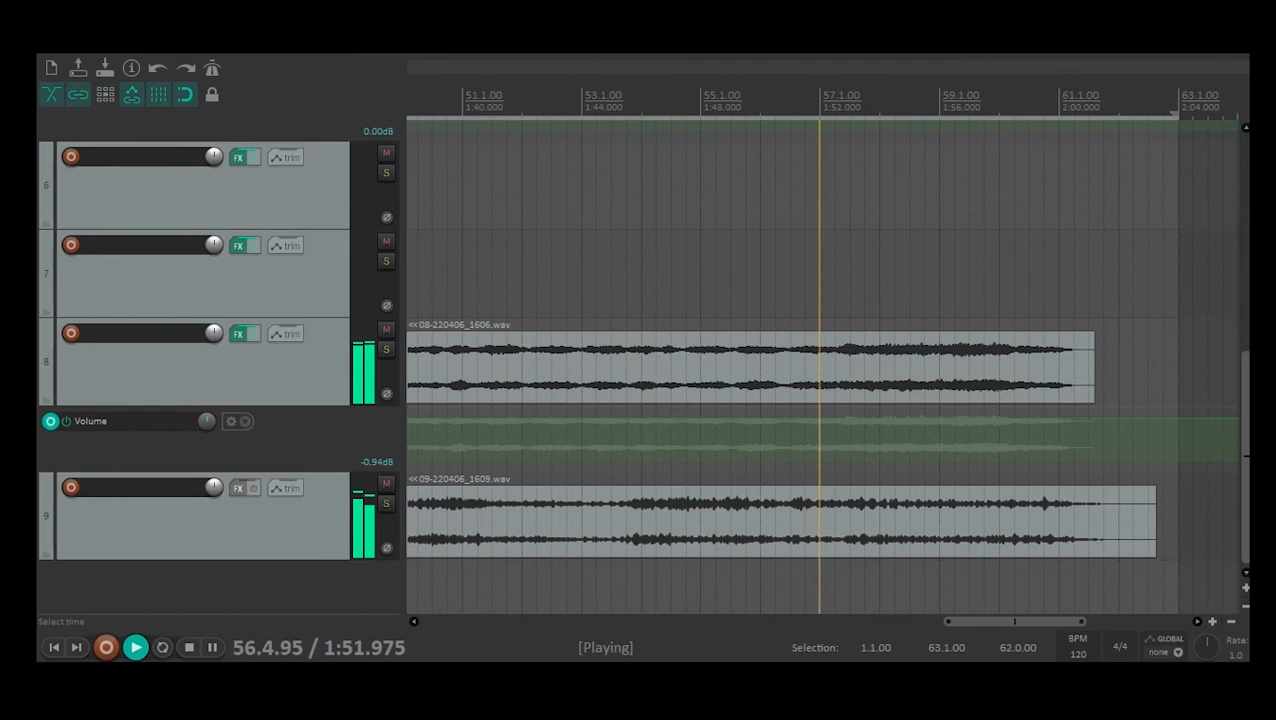 51.1.00 53.1.00 55.1.00 57.1.00 59.1.00 61.1.00 63.1.00
1:40.000 1:44.000 1:48.000 1:52.000 1:56.000 2:00.000 2:04.000
0.00dB
6 FX trim M
S
7 FX trim M
S
<<08-220406_1606.wav
8 FX trim M
S
Volume
-0.94dB
<<09-220406_1609.wav
9 FX trim M
S
Select time
56.4.95 / 1:51.975 [Playing] Selection: 1.1.00 63.1.00 62.0.00 BPM 120 4/4 GLOBAL none Rate: 1.0